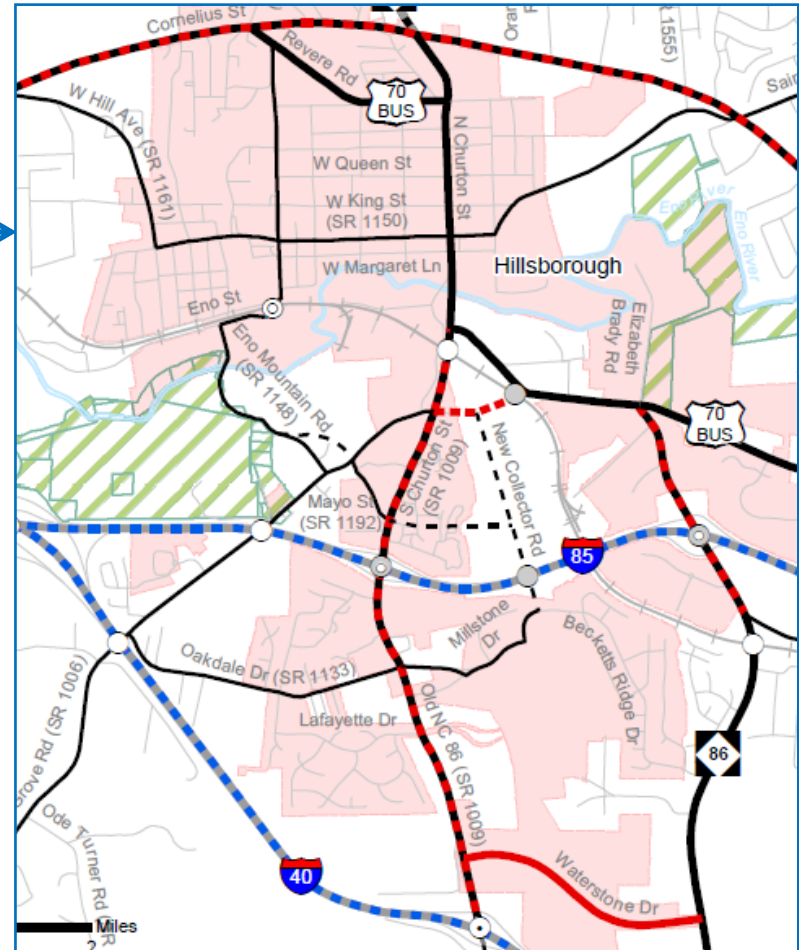 Cornelius St
Revere Rd
70
BUS
1555)
W Hill Ave (SR 1161)
N Churton St
W Queen St
W King St
(SR 1150)
W Margaret Ln
Hillsborough
Eno River
Eno River
Eno St
Elizabeth
Brady Rd
Eno Mountain Rd
(SR 1148)
70
BUS
S Churton St
(SR 1009)
New Collector Rd
Mayo St
(SR 1192)
85
Millstone
Dr
Becketts Ridge Dr
Oakdale Dr (SR 1133)
Lafayette Dr
Old NC 86 (SR 1009)
Grove Rd (SR 1006)
86
Ode Turner Rd (SR
40
Waterstone Dr
Miles